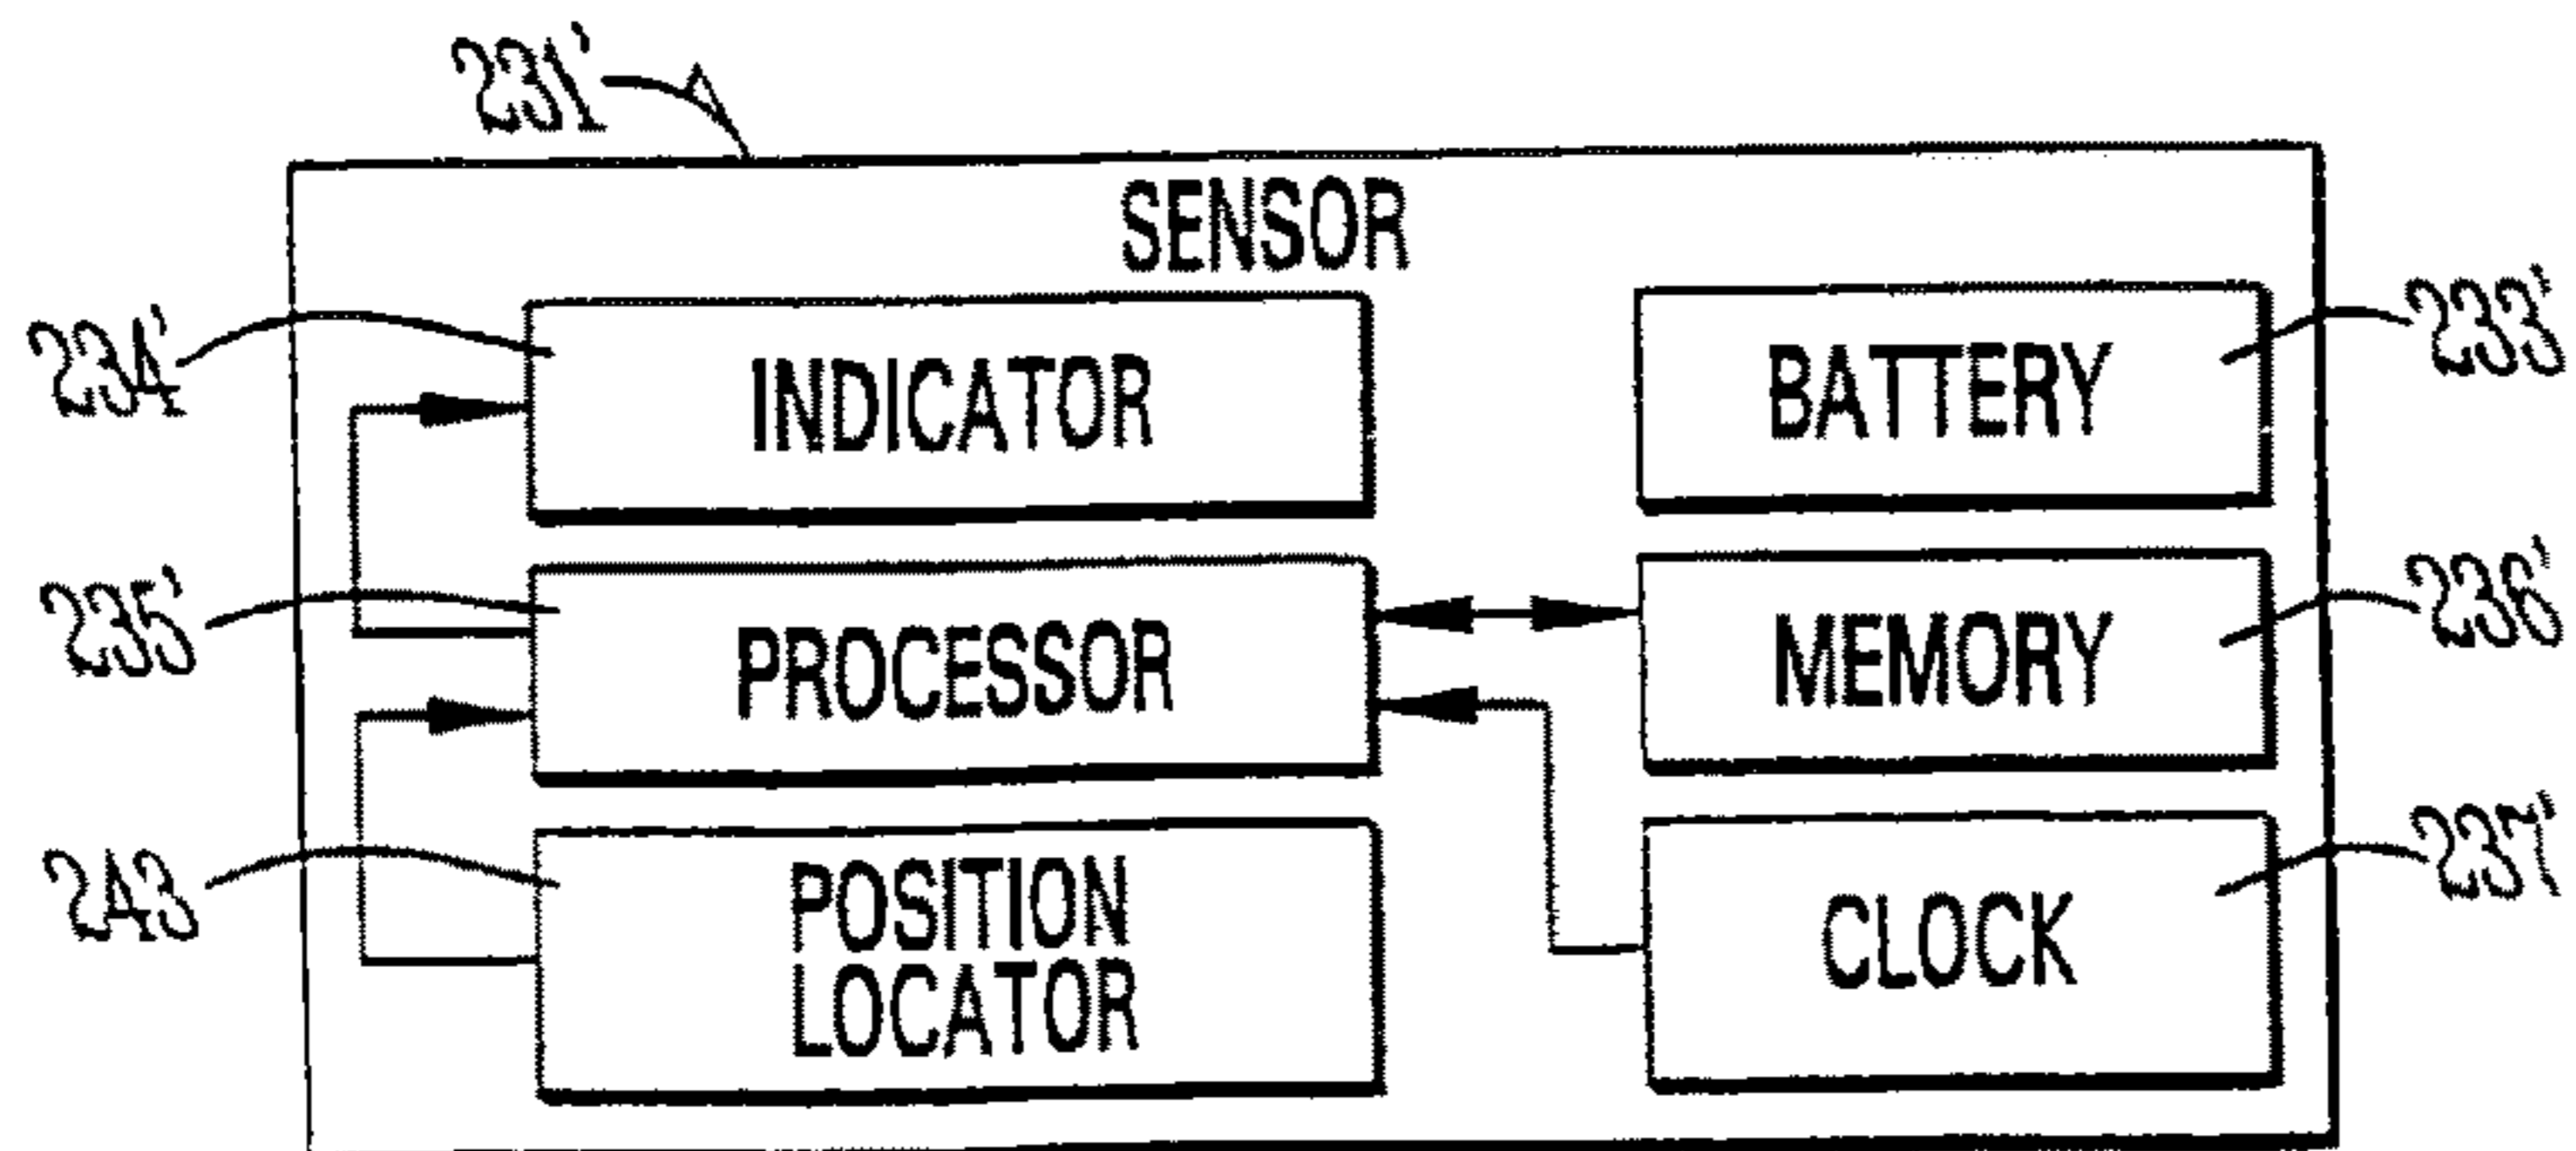 231'
SENSOR
234'
INDICATOR
BATTERY
233'
235'
PROCESSOR
MEMORY
236'
243
POSITION
LOCATOR
CLOCK
237'